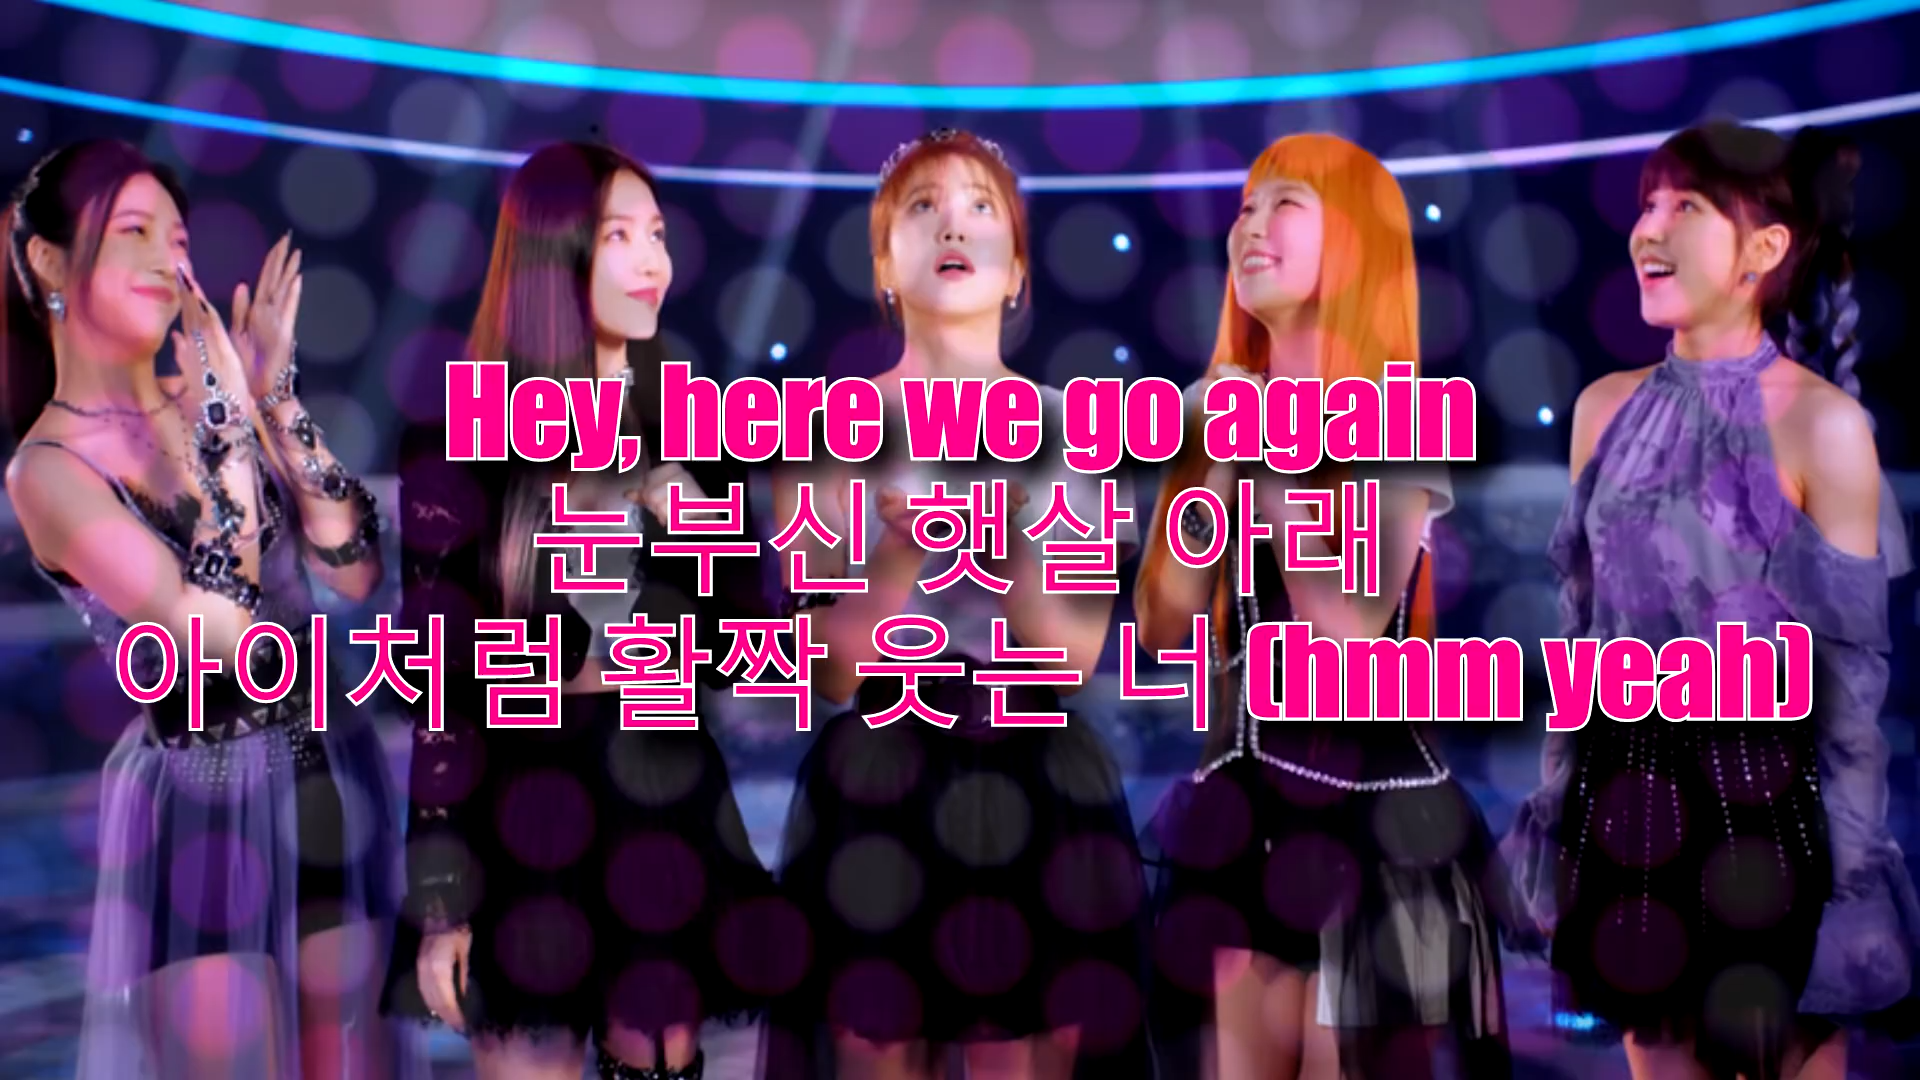 Hey, here we go again
눈부신 햇살 아래
아이처럼 활짝 웃는 너 (hmm yeah)